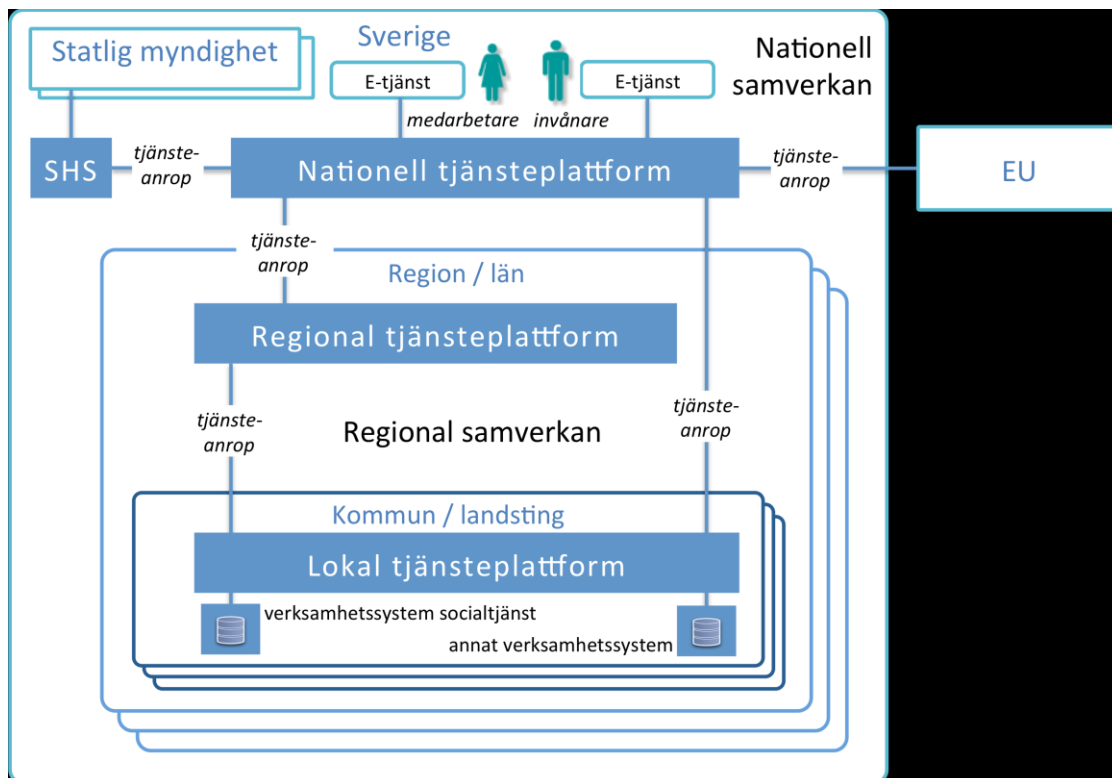 Statlig myndighet
Sverige
Nationell
samverkan
E-tjänst
E-tjänst
medarbetare
invånare
SHS
tjänste-
anrop
Nationell tjänsteplattform
tjänste-
anrop
EU
tjänste-
anrop
Region / län
Regional tjänsteplattform
tjänste-
anrop
Regional samverkan
tjänste-
anrop
Kommun / landsting
Lokal tjänsteplattform
verksamhetssystem socialtjänst
annat verksamhetssystem